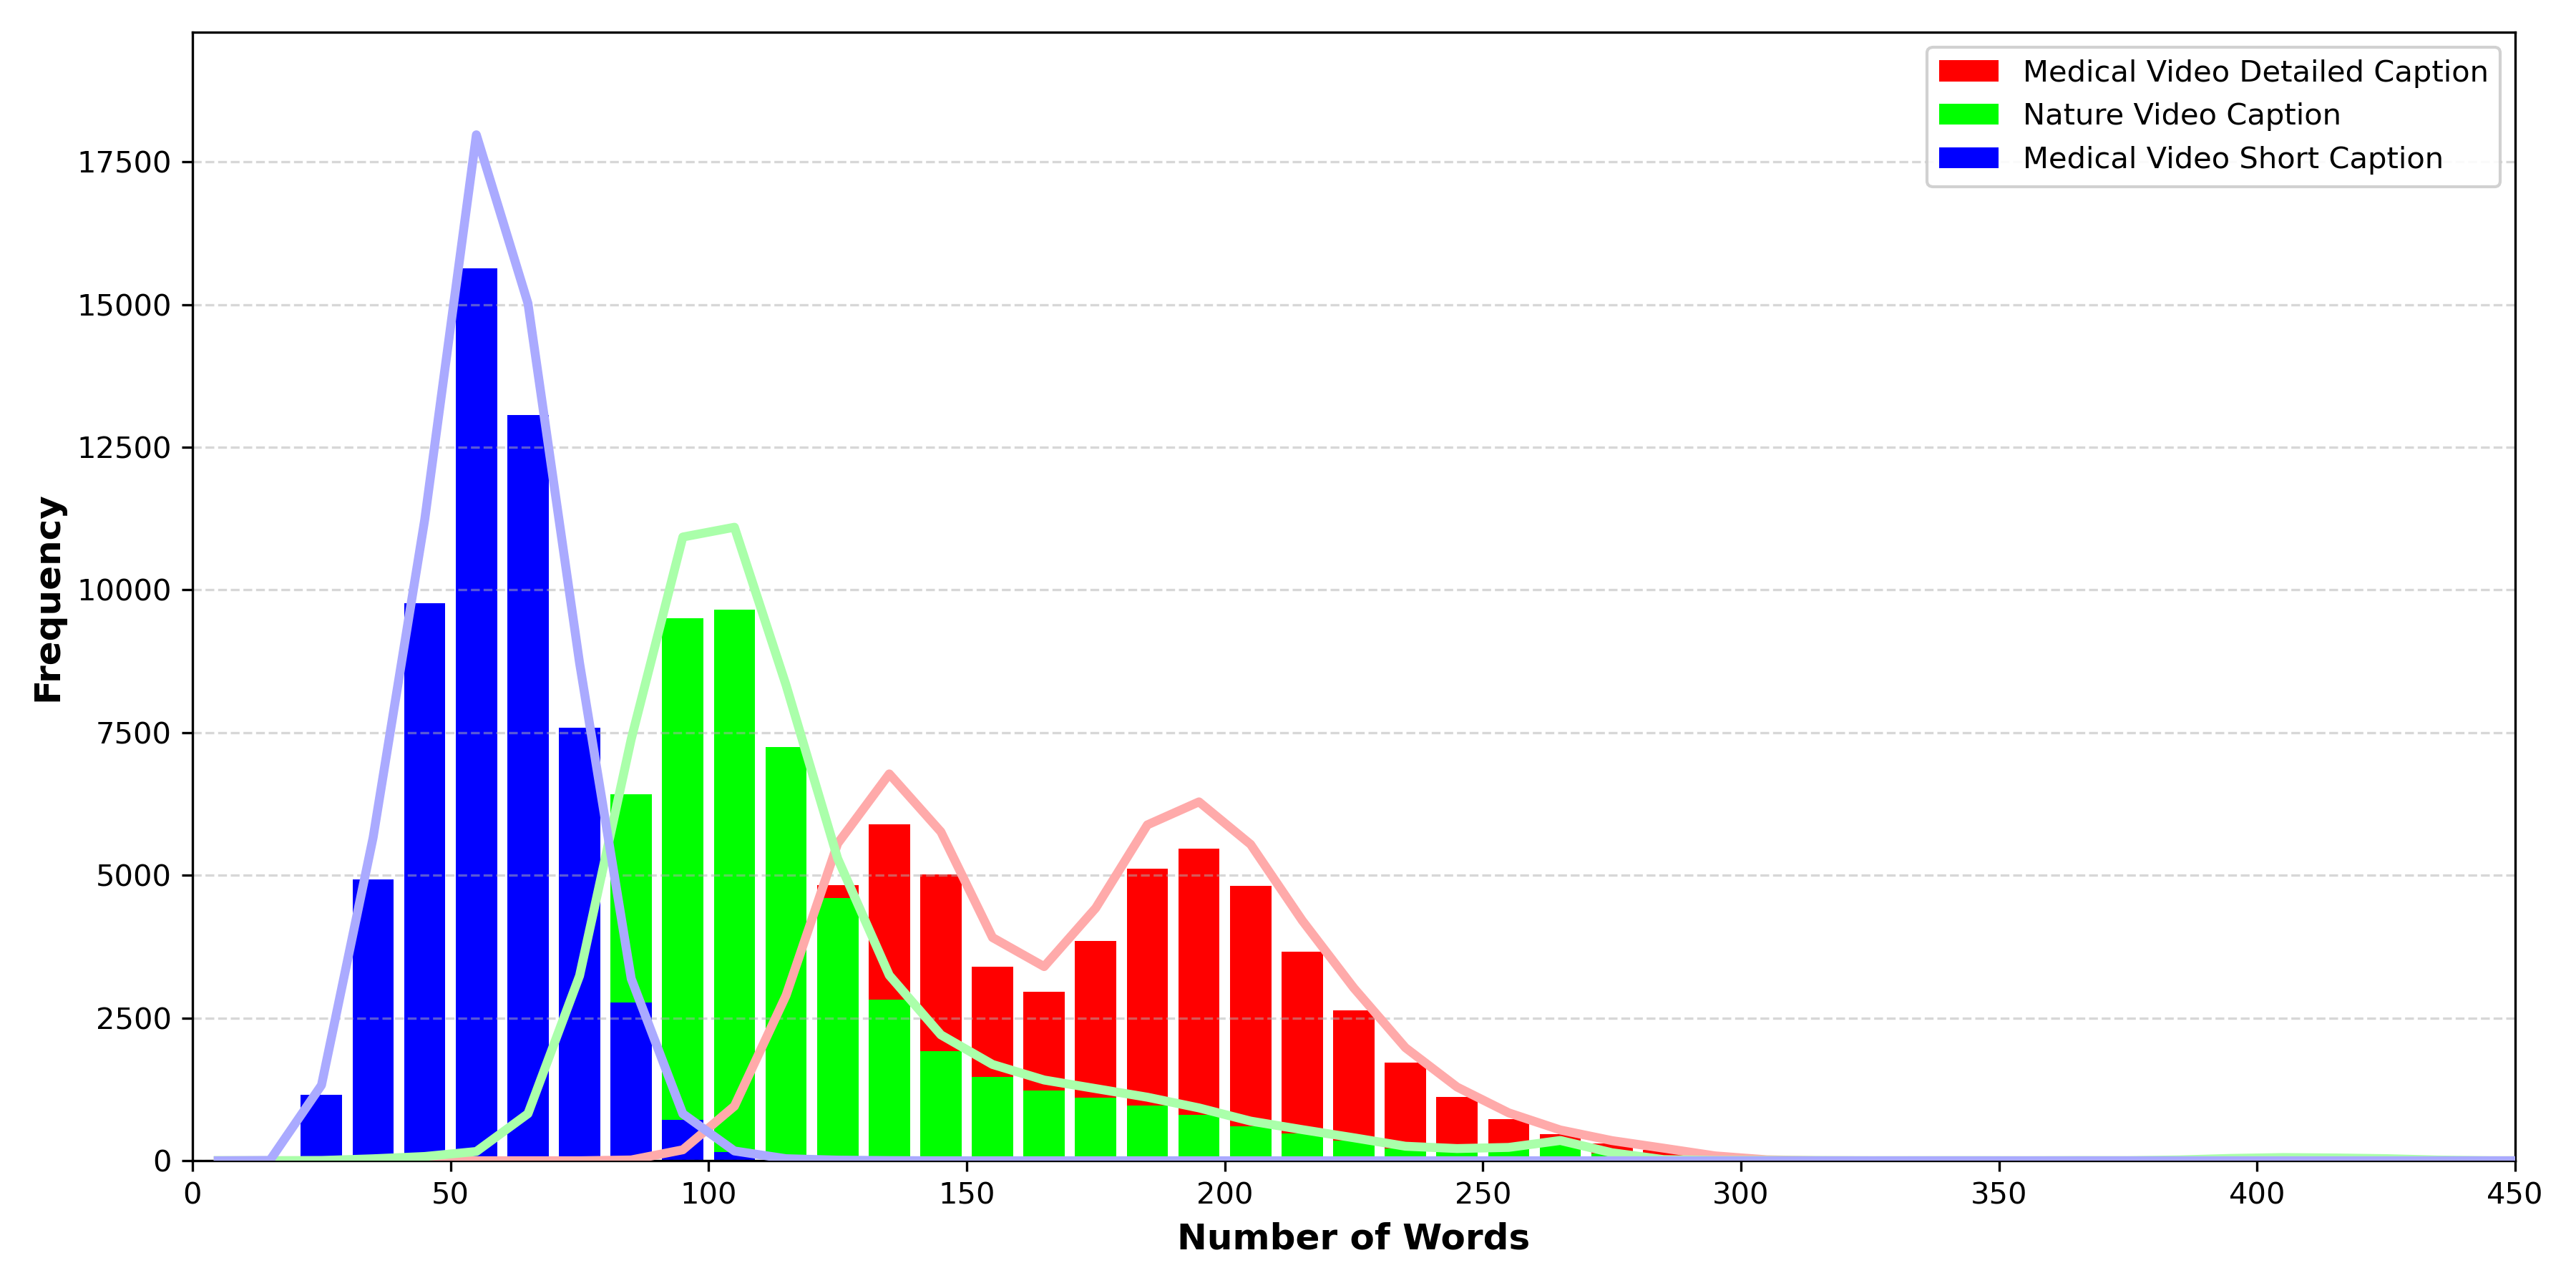 Medical Video Detailed Caption
Nature Video Caption
Medical Video Short Caption
17500
15000
12500
10000
7500
5000
2500
0
Frequency
0 50 100 150 200 250 300 350 400 450
Number of Words